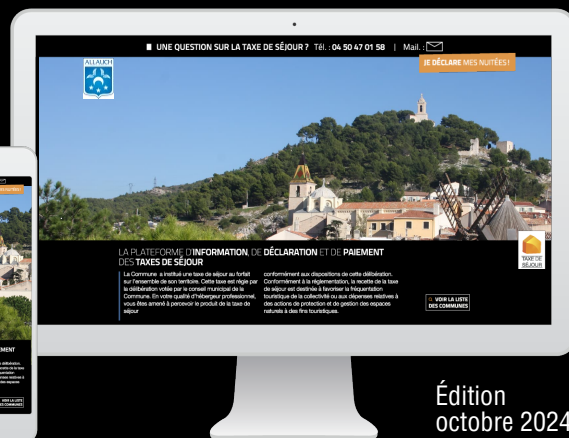 ■ UNE QUESTION SUR LA TAXE DE SÉJOUR ? Tél. : 04 50 47 01 58 | Mail. :
JE DÉCLARE MES NUITÉES !
ALLAUCH
LA PLATEFORME D'INFORMATION, DE DÉCLARATION ET DE PAIEMENT
DES TAXES DE SÉJOUR
La Commune a institué une taxe de séjour au forfait
sur l'ensemble de son territoire. Cette taxe est régie par
la délibération votée par le conseil municipal de la
Commune. En votre qualité d'hébergeur professionnel,
vous êtes amené à percevoir le produit de la taxe de
séjour
conformément aux dispositions de cette délibération.
Conformément à la réglementation, la recette de la taxe
de séjour est destinée à favoriser la fréquentation
touristique de la collectivité ou aux dépenses relatives à
des actions de protection et de gestion des espaces
naturels à des fins touristiques.
TAXE DE
SÉJOUR
VOIR LA LISTE
DES COMMUNES
EMENT
VOIR LA LISTE
DES COMMUNES
Édition
octobre 2024